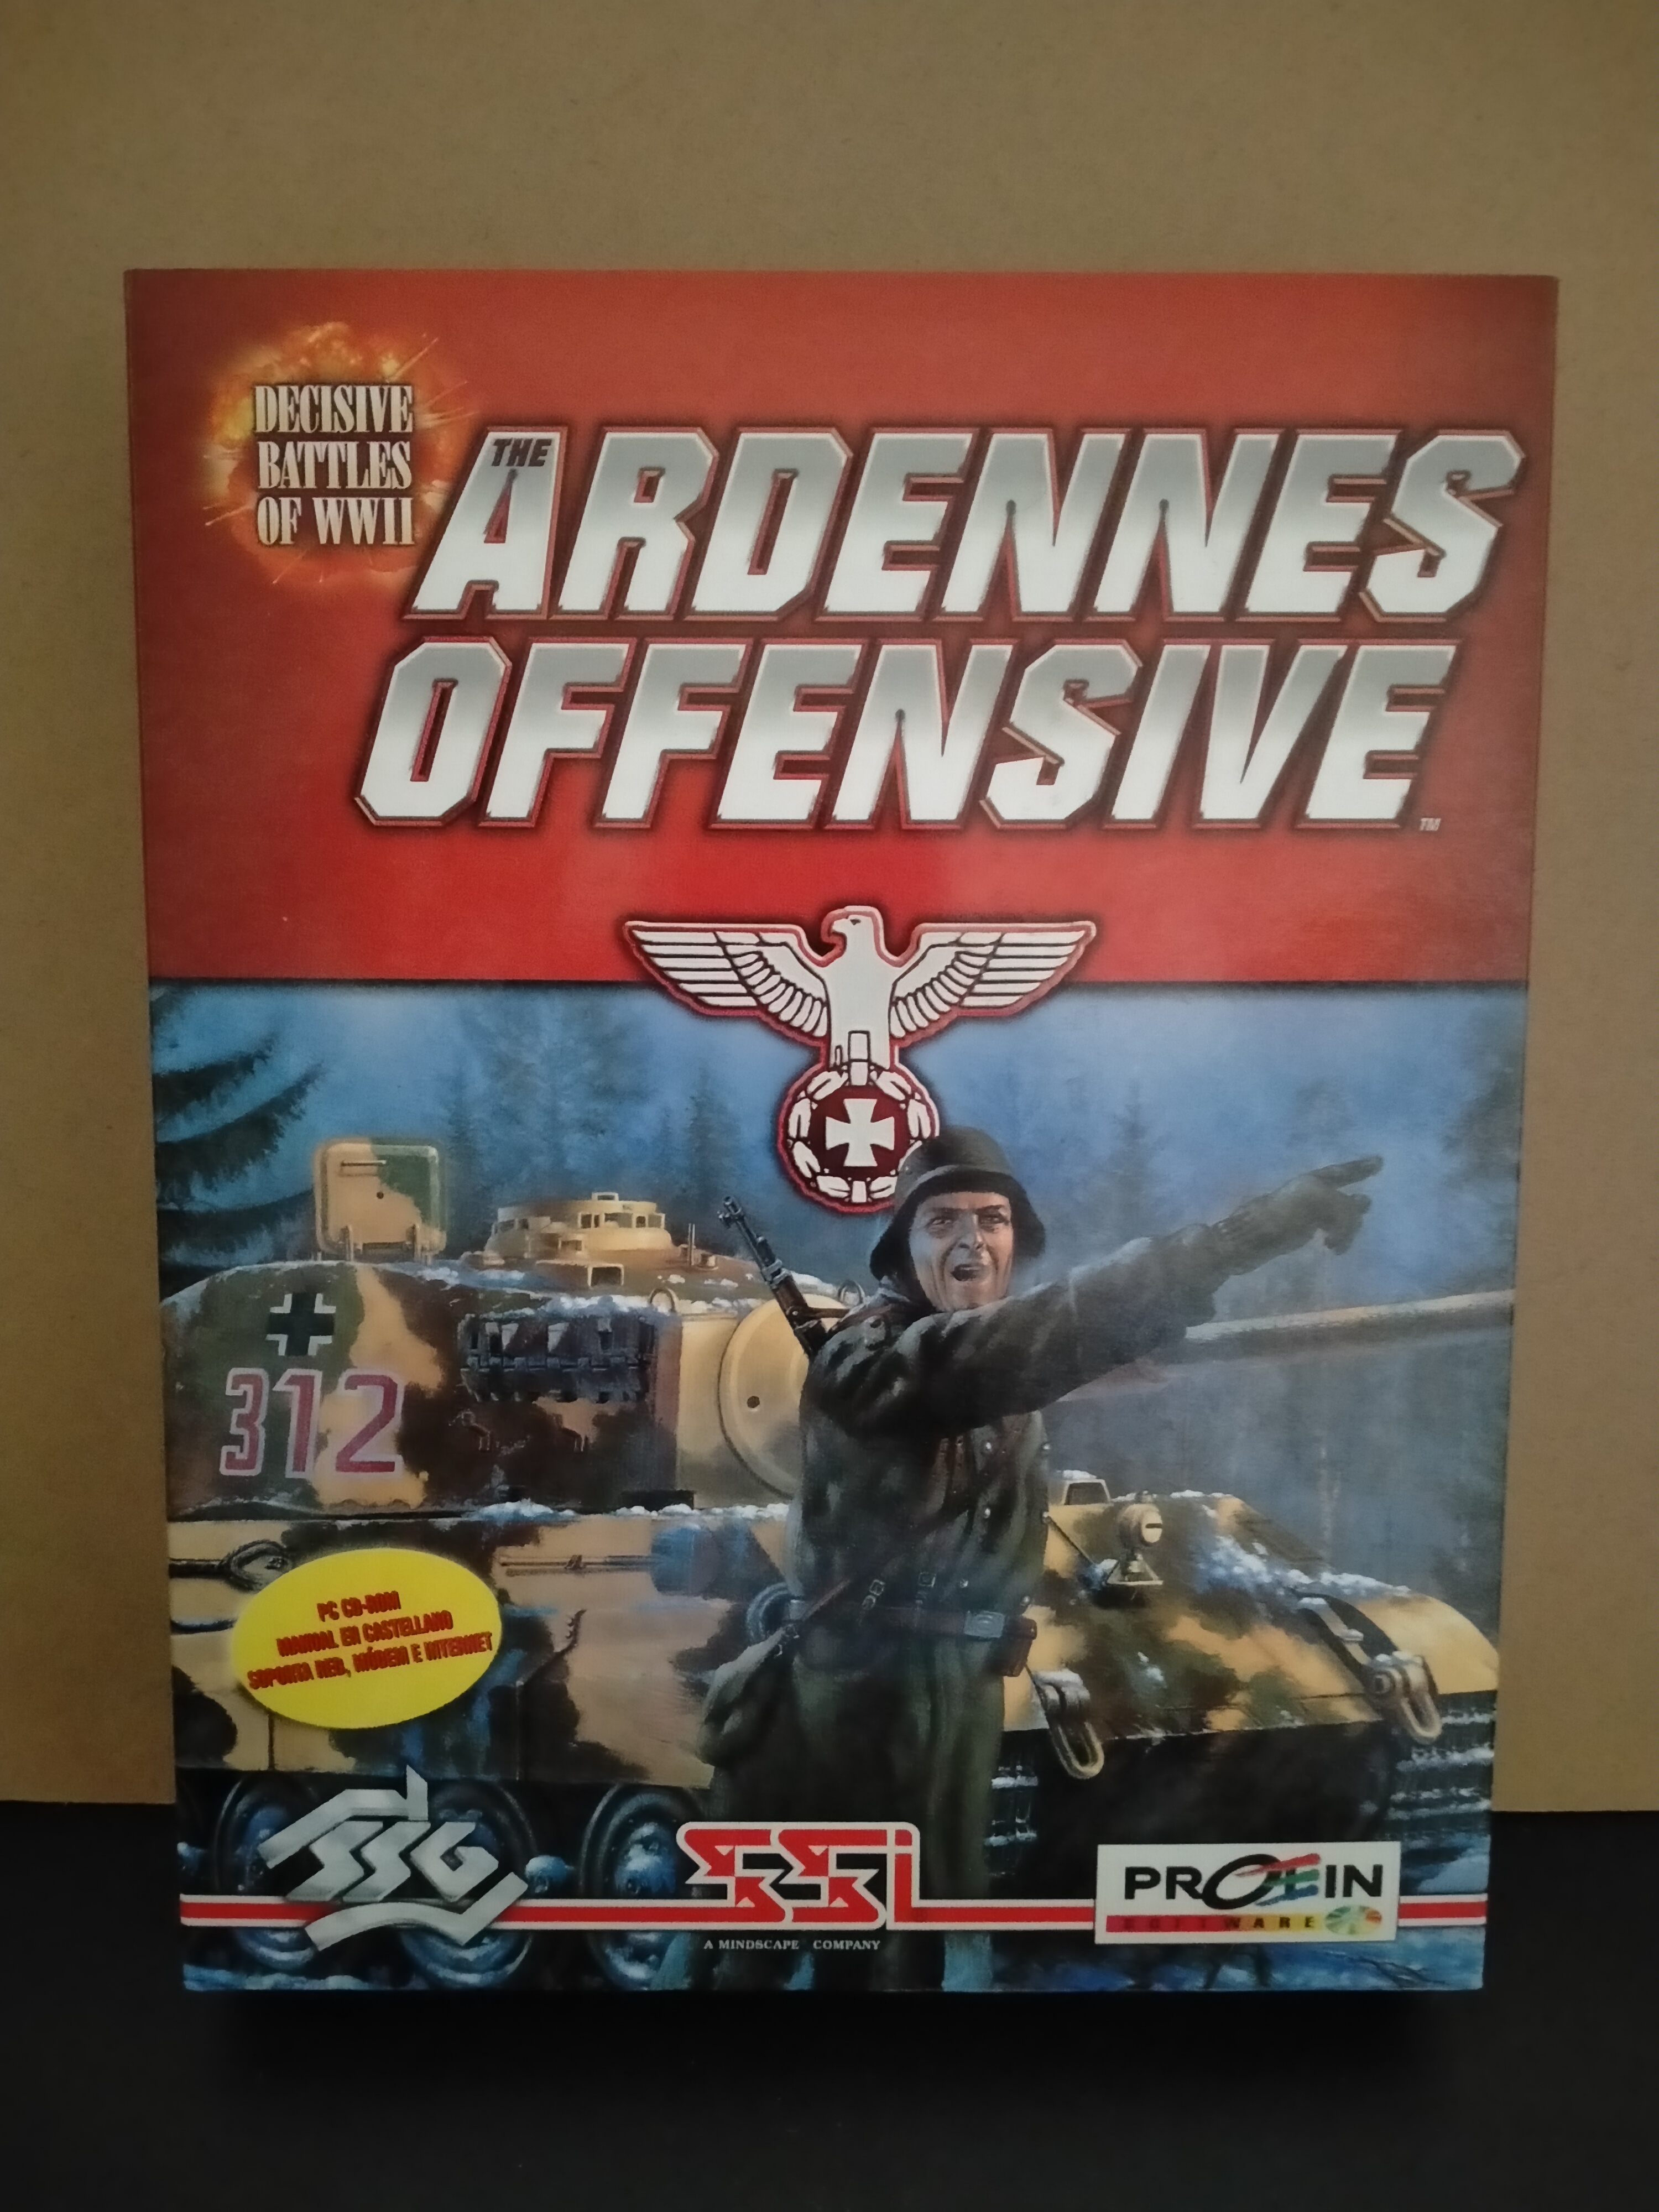 DECISIVE
BATTLES
OF WWII
THE
ARDENNES
OFFENSIVE
TM
312
PC CD-ROM
MANUAL EN CASTELLANO
SOPORTA RED, MÓDEM E INTERNET
SSG
SSI
A MINDSCAPE COMPANY
PROEIN
SOFTWARE